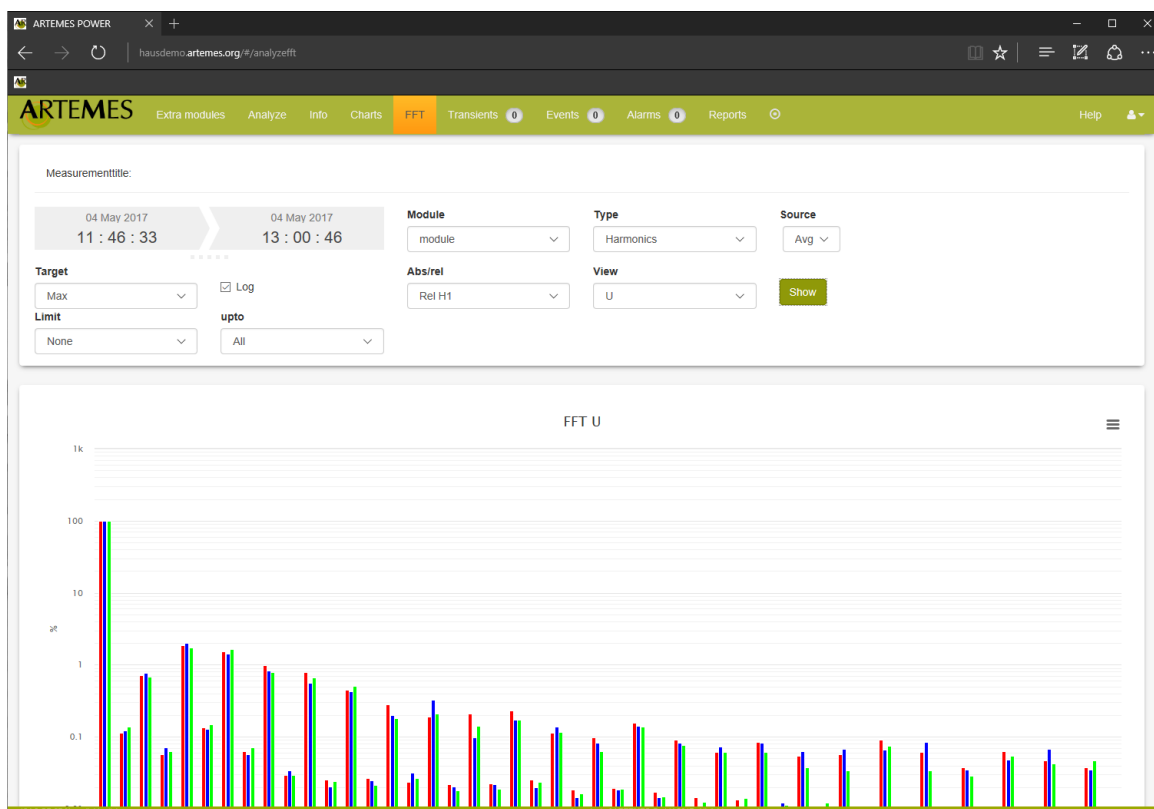 ARTEMES POWER
hausdemo.artemes.org/#/analyzefft
ARTEMES Extra modules Analyze Info Charts FFT Transients 0 Events 0 Alarms 0 Reports Help
Measurementtitle:
04 May 2017 04 May 2017 Module Type Source
11 : 46 : 33 13 : 00 : 46 module Harmonics Avg
Target Abs/rel View
Max Log Rel H1 U Show
Limit upto
None All
FFT U
1k
100
10
%
1
0.1